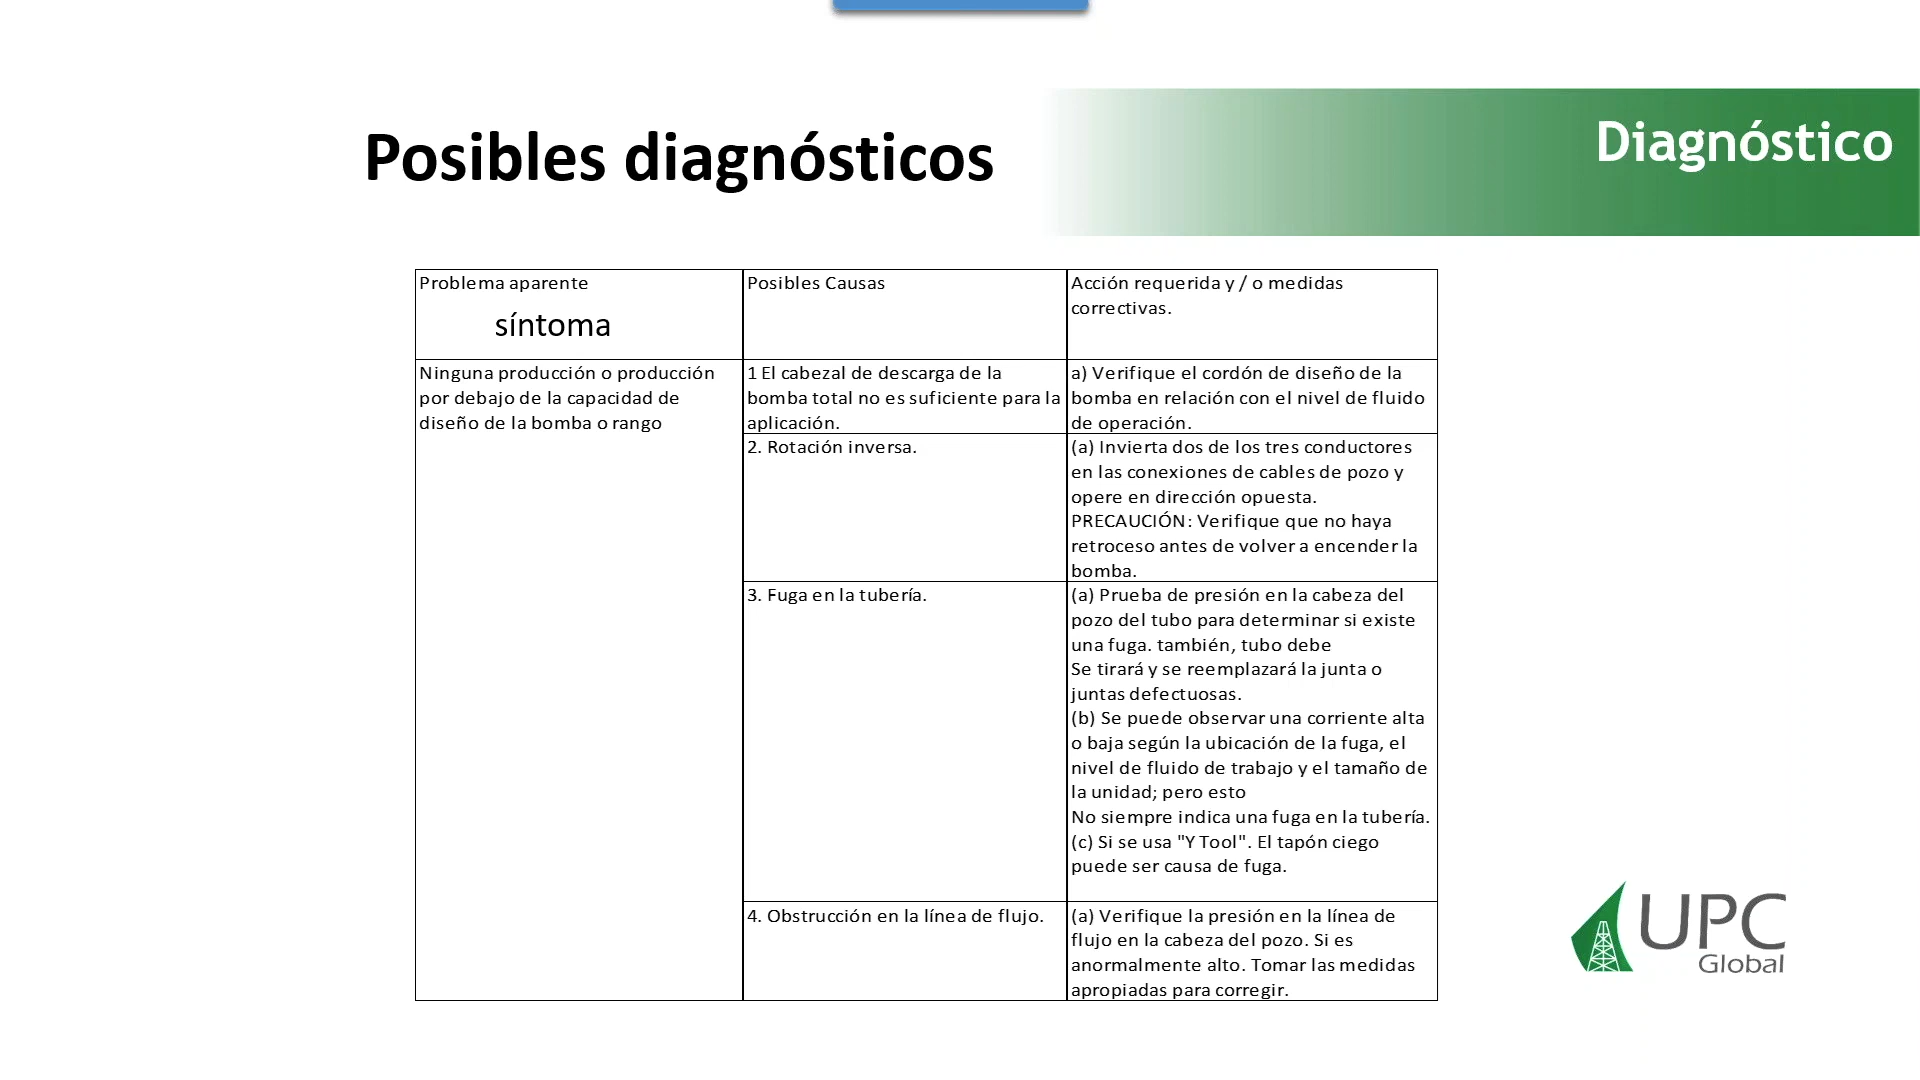 Diagnóstico
Posibles diagnósticos
Problema aparente
síntoma
Posibles Causas
Acción requerida y / o medidas
correctivas.
Ninguna producción o producción
por debajo de la capacidad de
diseño de la bomba o rango
1 El cabezal de descarga de la
bomba total no es suficiente para la
aplicación.
a) Verifique el cordón de diseño de la
bomba en relación con el nivel de fluido
de operación.
2. Rotación inversa.
(a) Invierta dos de los tres conductores
en las conexiones de cables de pozo y
opere en dirección opuesta.
PRECAUCIÓN: Verifique que no haya
retroceso antes de volver a encender la
bomba.
3. Fuga en la tubería.
(a) Prueba de presión en la cabeza del
pozo del tubo para determinar si existe
una fuga. también, tubo debe
Se tirará y se reemplazará la junta o
juntas defectuosas.
(b) Se puede observar una corriente alta
o baja según la ubicación de la fuga, el
nivel de fluido de trabajo y el tamaño de
la unidad; pero esto
No siempre indica una fuga en la tubería.
(c) Si se usa "Y Tool". El tapón ciego
puede ser causa de fuga.
4. Obstrucción en la línea de flujo.
(a) Verifique la presión en la línea de
flujo en la cabeza del pozo. Si es
anormalmente alto. Tomar las medidas
apropiadas para corregir.
UPC
Global